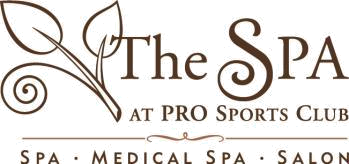 The Spa
AT PRO SPORTS CLUB
SPA · MEDICAL SPA · SALON